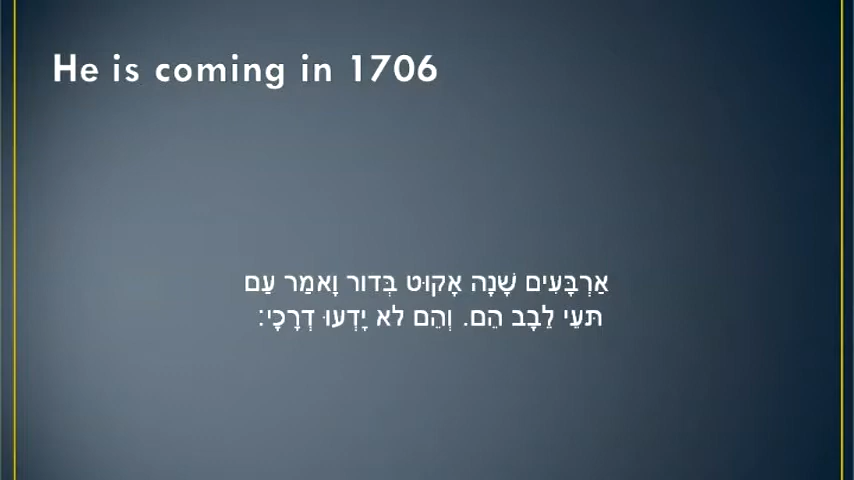 He is coming in 1706
אַרְבָּעִים שָׁנָה אָקוּט בְּדוֹר וָאֹמַר עַם
תֹּעֵי לֵבָב הֵם. וְהֵם לֹא יָדְעוּ דְרָכָי: